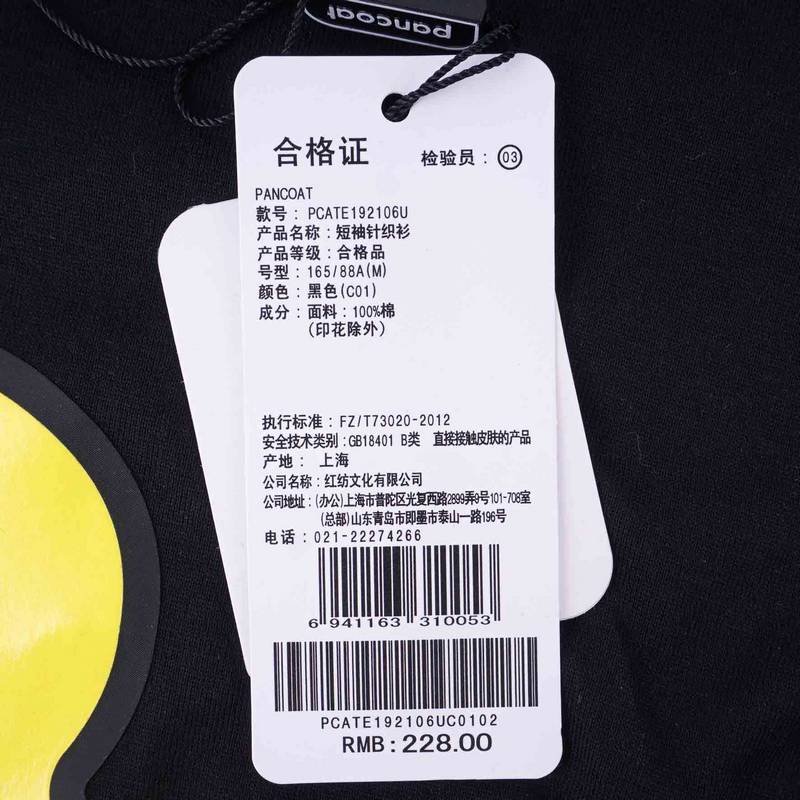 pancoat
合格证
检验员：03
PANCOAT
款号：PCATE192106U
产品名称：短袖针织衫
产品等级：合格品
号型：165/88A(M)
颜色：黑色(C01)
成分：面料：100%棉
（印花除外）
执行标准：FZ/T73020-2012
安全技术类别：GB18401 B类 直接接触皮肤的产品
产地：上海
公司名称：红纺文化有限公司
公司地址：(办公)上海市普陀区光复西路2899弄9号101-708室
(总部)山东青岛市即墨市泰山一路196号
电话：021-22274266
6 941163 310053
PCATE192106UC0102
RMB：228.00